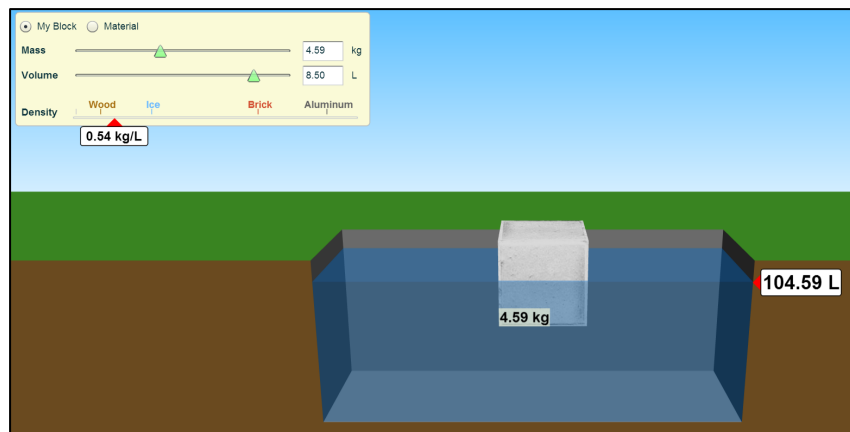 My Block Material
Mass 4.59 kg
Volume 8.50 L
Wood Ice Brick Aluminum
Density
0.54 kg/L
104.59 L
4.59 kg